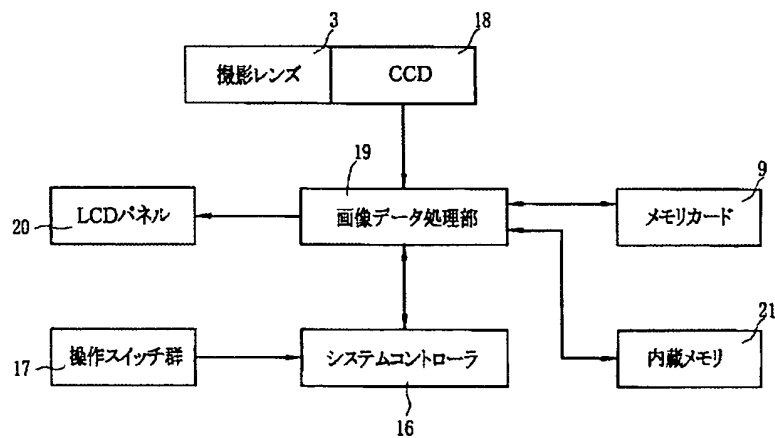 3
18
撮影レンズ
CCD
19
9
20
LCDパネル
画像データ処理部
メモリカード
21
17
操作スイッチ群
システムコントローラ
内蔵メモリ
16